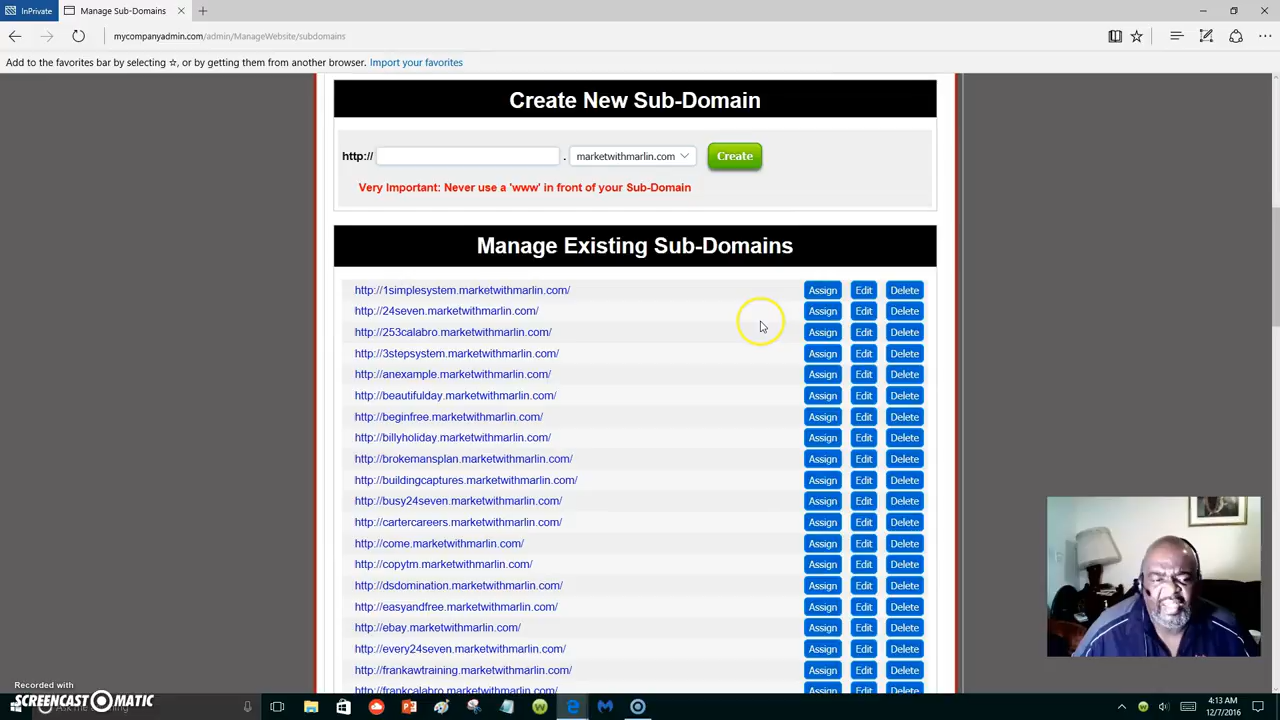 InPrivate
Manage Sub-Domains
mycompanyadmin.com/admin/ManageWebsite/subdomains
Add to the favorites bar by selecting ☆, or by getting them from another browser. Import your favorites
Create New Sub-Domain
http:// . marketwithmarlin.com Create
Very Important: Never use a 'www' in front of your Sub-Domain
Manage Existing Sub-Domains
http://1simplesystem.marketwithmarlin.com/ Assign Edit Delete
http://24seven.marketwithmarlin.com/ Assign Edit Delete
http://253calabro.marketwithmarlin.com/ Assign Edit Delete
http://3stepsystem.marketwithmarlin.com/ Assign Edit Delete
http://anexample.marketwithmarlin.com/ Assign Edit Delete
http://beautifulday.marketwithmarlin.com/ Assign Edit Delete
http://beginfree.marketwithmarlin.com/ Assign Edit Delete
http://billyholiday.marketwithmarlin.com/ Assign Edit Delete
http://brokemansplan.marketwithmarlin.com/ Assign Edit Delete
http://buildingcaptures.marketwithmarlin.com/ Assign Edit Delete
http://busy24seven.marketwithmarlin.com/ Assign Edit Delete
http://cartercareers.marketwithmarlin.com/ Assign Edit Delete
http://come.marketwithmarlin.com/ Assign Edit Delete
http://copytm.marketwithmarlin.com/ Assign Edit Delete
http://dsdomination.marketwithmarlin.com/ Assign Edit Delete
http://easyandfree.marketwithmarlin.com/ Assign Edit Delete
http://ebay.marketwithmarlin.com/ Assign Edit Delete
http://every24seven.marketwithmarlin.com/ Assign Edit Delete
http://frankawtraining.marketwithmarlin.com/ Assign Edit Delete
http://frankcalabro.marketwithmarlin.com/ Assign Edit Delete
Recorded with
SCREENCAST-O-MATIC
4:13 AM
12/7/2016